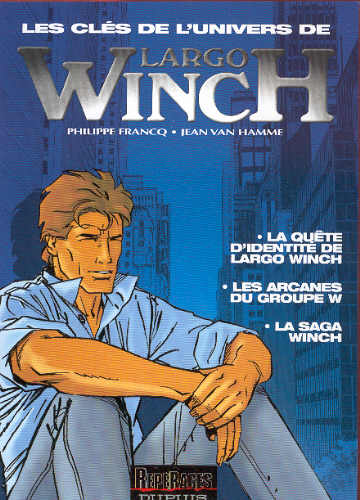 LES CLÉS DE L'UNIVERS DE
LARGO
WINCH
PHILIPPE FRANCQ • JEAN VAN HAMME
• LA QUÊTE
D'IDENTITÉ DE
LARGO WINCH
• LES ARCANES
DU GROUPE W
• LA SAGA
WINCH
REPÉRAGES
DUPUIS